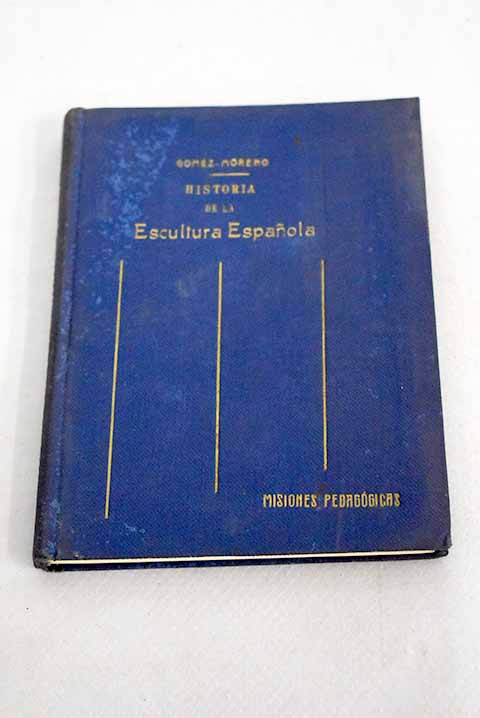 GOMEZ-MORENO
HISTORIA
DE LA
Escultura Española
MISIONES PEDAGÓGICAS